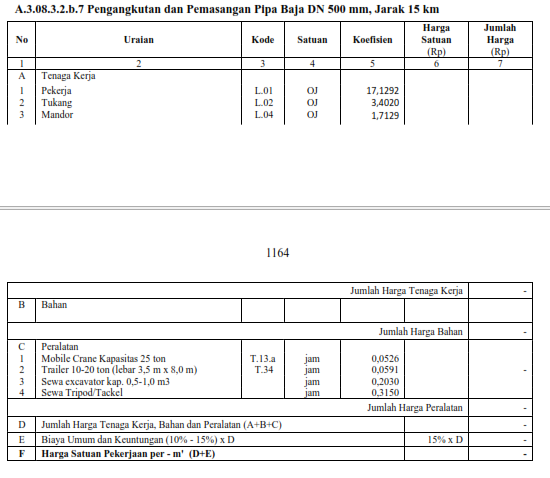 A.3.08.3.2.b.7 Pengangkutan dan Pemasangan Pipa Baja DN 500 mm, Jarak 15 km
No Uraian Kode Satuan Koefisien Harga Satuan (Rp) Jumlah Harga (Rp)
1 2 3 4 5 6 7
A Tenaga Kerja
1 Pekerja L.01 OJ 17,1292
2 Tukang L.02 OJ 3,4020
3 Mandor L.04 OJ 1,7129
1164
Jumlah Harga Tenaga Kerja -
B Bahan
Jumlah Harga Bahan -
C Peralatan
1 Mobile Crane Kapasitas 25 ton T.13.a jam 0,0526
2 Trailer 10-20 ton (lebar 3,5 m x 8,0 m) T.34 jam 0,0591 -
3 Sewa excavator kap. 0,5-1,0 m3 jam 0,2030
4 Sewa Tripod/Tackel jam 0,3150
Jumlah Harga Peralatan -
D Jumlah Harga Tenaga Kerja, Bahan dan Peralatan (A+B+C) -
E Biaya Umum dan Keuntungan (10% - 15%) x D 15% x D -
F Harga Satuan Pekerjaan per - m' (D+E) -